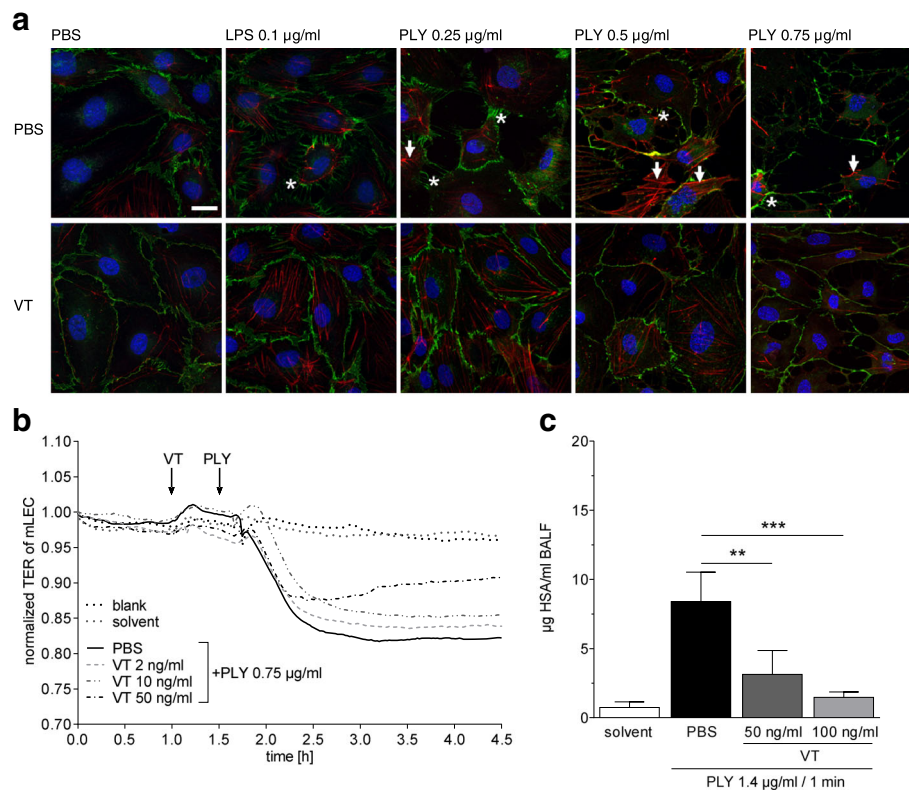 a
PBS LPS 0.1 µg/ml PLY 0.25 µg/ml PLY 0.5 µg/ml PLY 0.75 µg/ml
PBS
* * * * *
VT
b
normalized TER of mLEC
1.10
1.05
1.00
0.95
0.90
0.85
0.80
0.75
0.70
VT PLY
blank
solvent
PBS
VT 2 ng/ml
VT 10 ng/ml
VT 50 ng/ml
+PLY 0.75 µg/ml
0.0 0.5 1.0 1.5 2.0 2.5 3.0 3.5 4.0 4.5
time [h]
c
µg HSA/ml BALF
20
15
10
5
0
***
**
solvent PBS 50 ng/ml 100 ng/ml
VT
PLY 1.4 µg/ml / 1 min